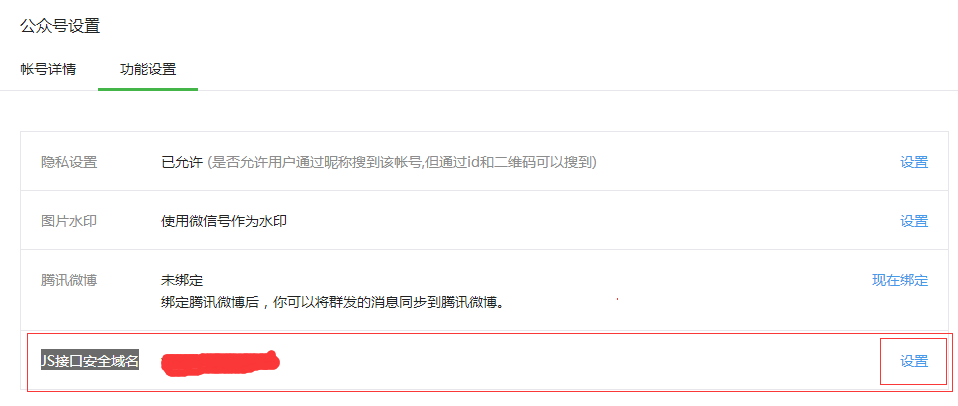 公众号设置
帐号详情 功能设置
隐私设置 已允许 (是否允许用户通过昵称搜到该帐号,但通过id和二维码可以搜到) 设置
图片水印 使用微信号作为水印 设置
腾讯微博 未绑定 现在绑定
绑定腾讯微博后，你可以将群发的消息同步到腾讯微博。
JS接口安全域名 设置